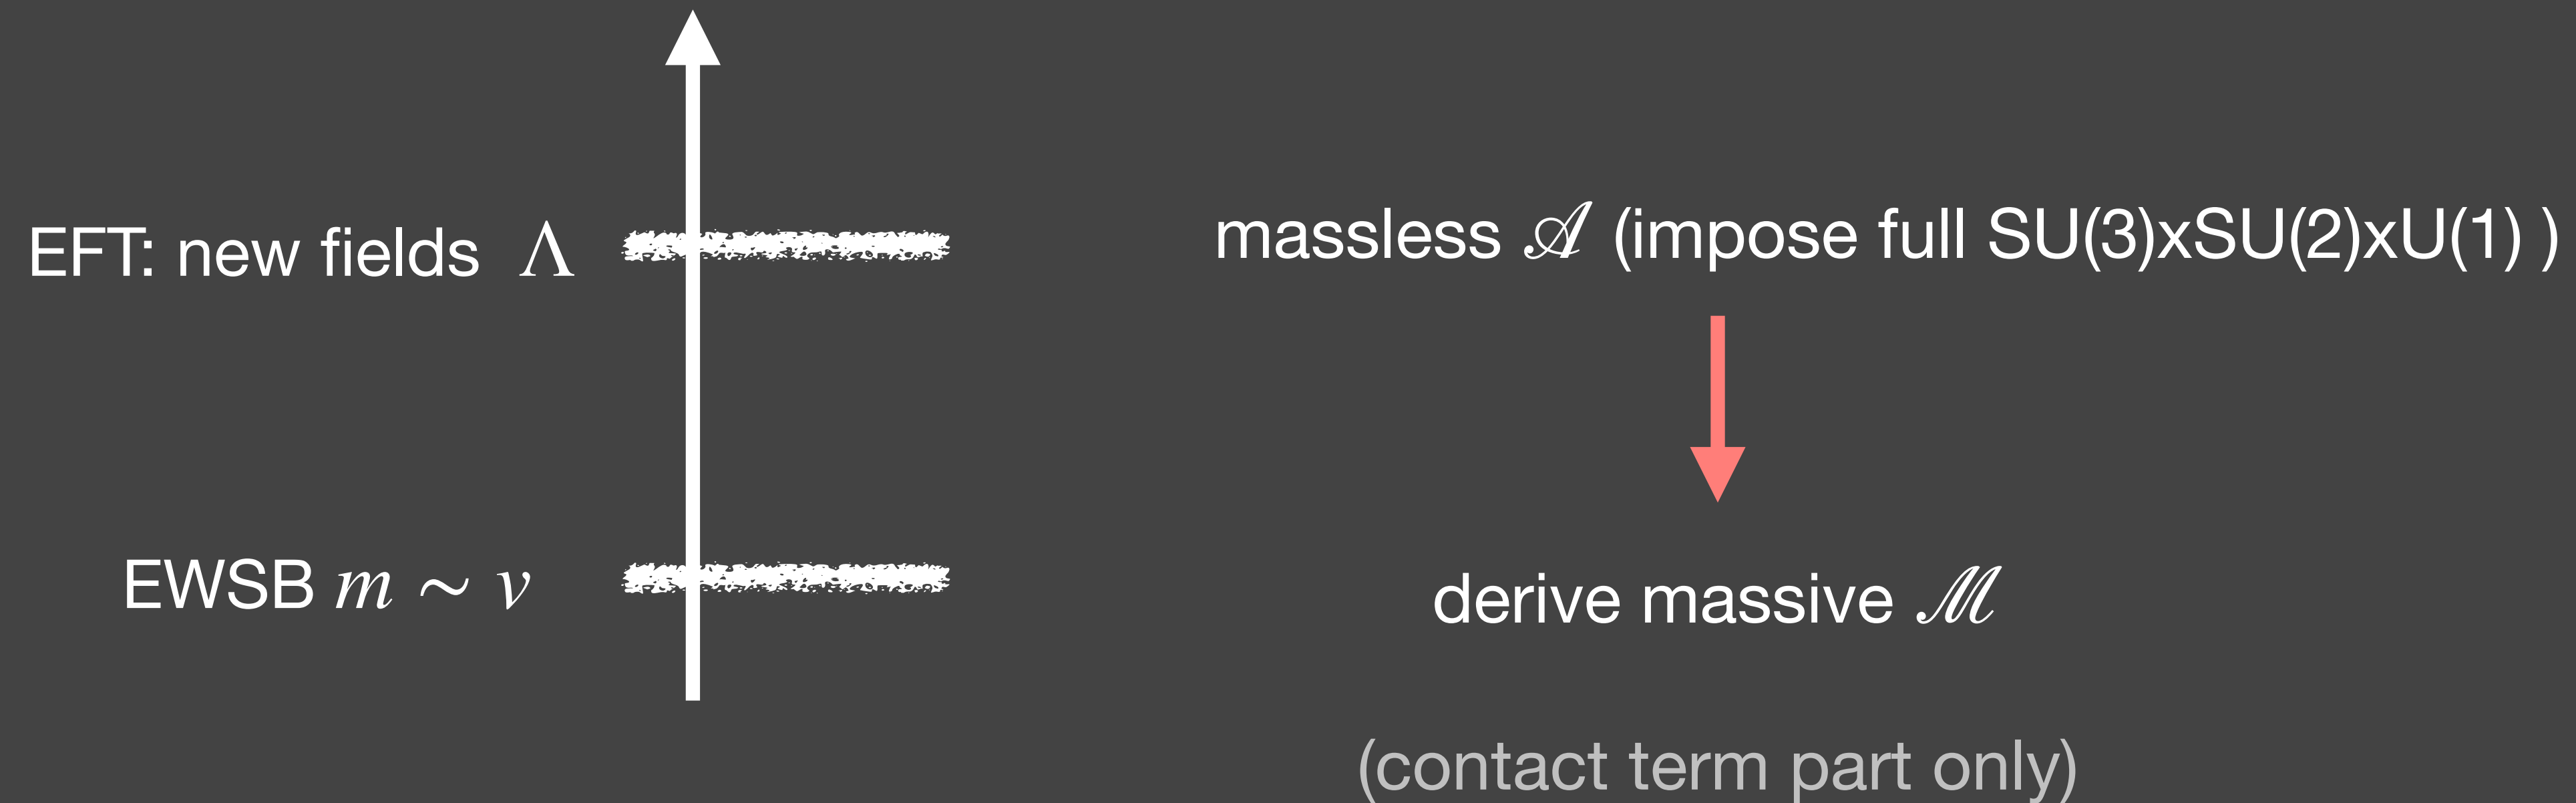 EFT: new fields Λ
massless 𝒜 (impose full SU(3)xSU(2)xU(1) )
EWSB m ∼ v
derive massive ℳ
(contact term part only)